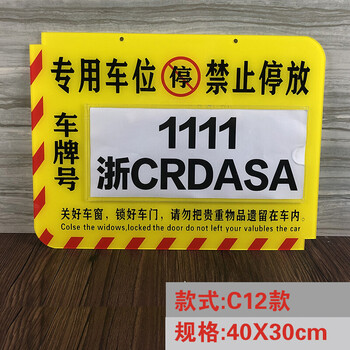 专用车位 停 禁止停放
车牌号
1111
浙CRDASA
关好车窗，锁好车门，请勿把贵重物品遗留在车内。
Colse the windows,locked the door do not left your valubles the car
款式:C12款
规格:40X30cm